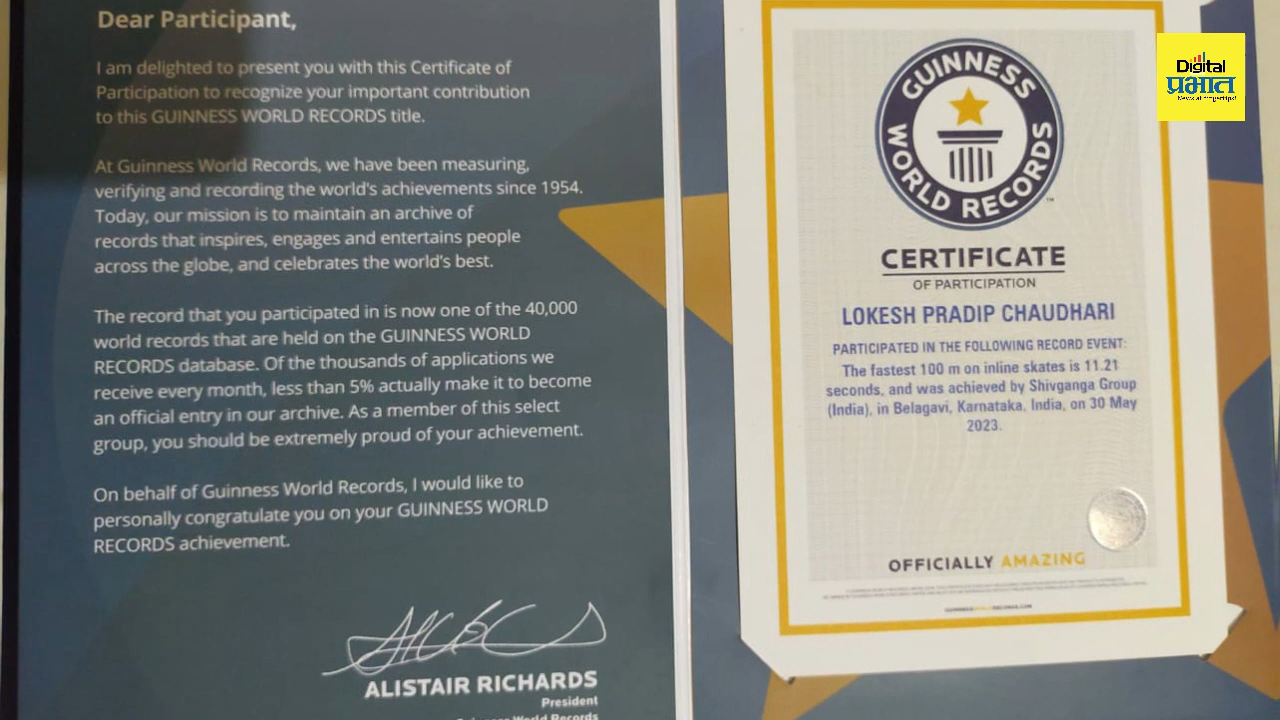 Dear Participant,
I am delighted to present you with this Certificate of
Participation to recognize your important contribution
to this GUINNESS WORLD RECORDS title.
At Guinness World Records, we have been measuring,
verifying and recording the world's achievements since 1954.
Today, our mission is to maintain an archive of
records that inspires, engages and entertains people
across the globe, and celebrates the world's best.
The record that you participated in is now one of the 40,000
world records that are held on the GUINNESS WORLD
RECORDS database. Of the thousands of applications we
receive every month, less than 5% actually make it to become
an official entry in our archive. As a member of this select
group, you should be extremely proud of your achievement.
On behalf of Guinness World Records, I would like to
personally congratulate you on your GUINNESS WORLD
RECORDS achievement.
ALISTAIR RICHARDS
President
Guinness World Records
GUINNESS
WORLD RECORDS
™
CERTIFICATE
OF PARTICIPATION
LOKESH PRADIP CHAUDHARI
PARTICIPATED IN THE FOLLOWING RECORD EVENT:
The fastest 100 m on inline skates is 11.21
seconds, and was achieved by Shivganga Group
(India), in Belagavi, Karnataka, India, on 30 May
2023.
OFFICIALLY AMAZING
GUINNESSWORLDRECORDS.COM
Digital
प्रभात
News at fingertips!